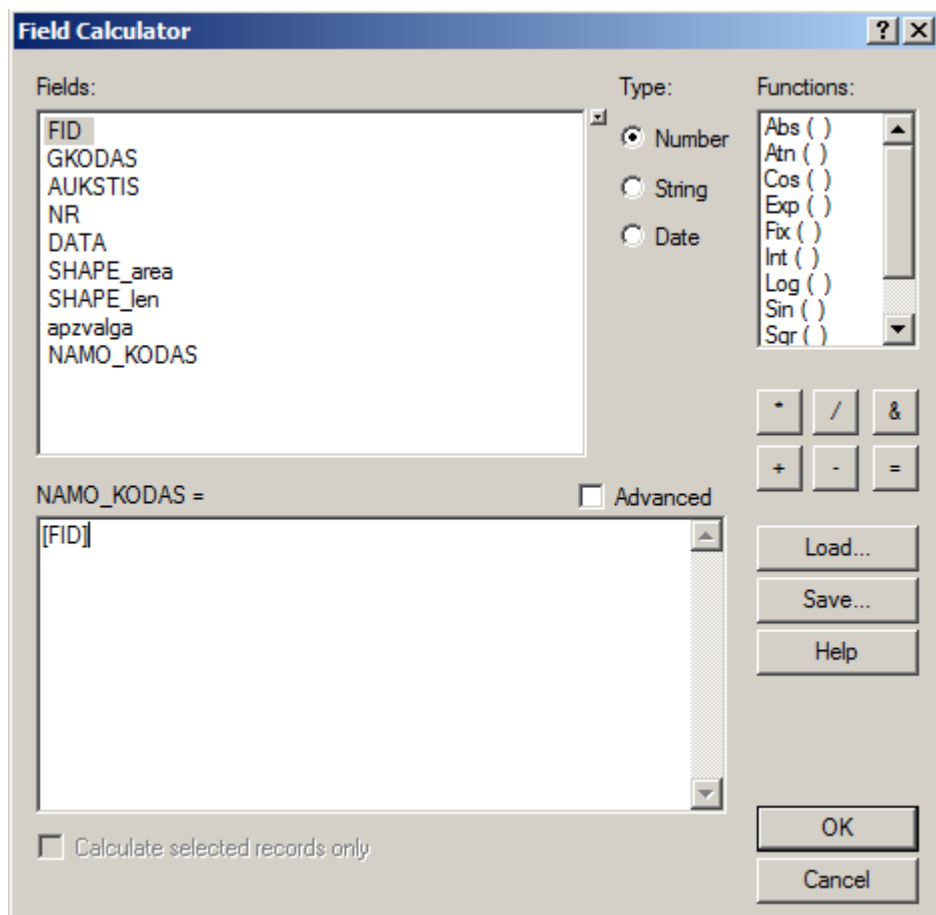 Field Calculator
Fields:
Type:
Functions:
FID
GKODAS
AUKSTIS
NR
DATA
SHAPE_area
SHAPE_len
apzvalga
NAMO_KODAS
Number
String
Date
Abs ( )
Atn ( )
Cos ( )
Exp ( )
Fix ( )
Int ( )
Log ( )
Sin ( )
Sqr ( )
* / &
+ - =
NAMO_KODAS =
Advanced
[FID]
Load...
Save...
Help
Calculate selected records only
OK
Cancel